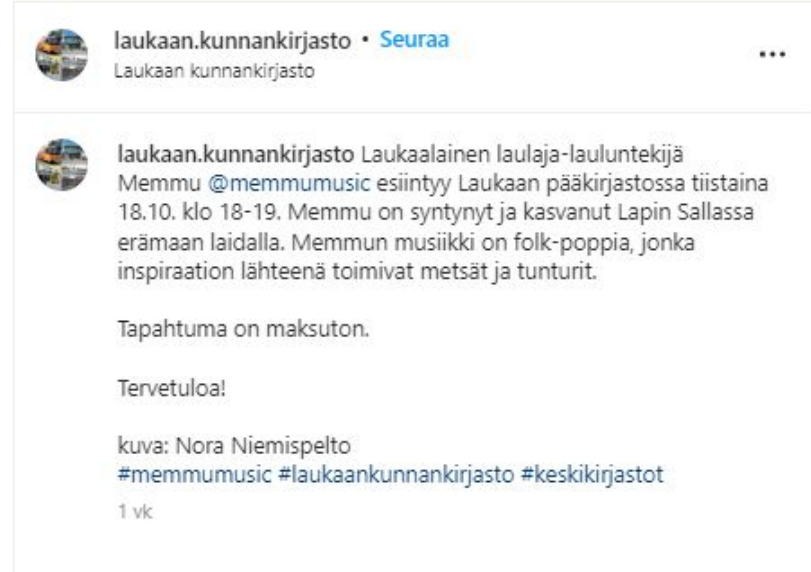 laukaan.kunnankirjasto • Seuraa
Laukaan kunnankirjasto
laukaan.kunnankirjasto Laukaalainen laulaja-lauluntekijä
Memmu @memmumusic esiintyy Laukaan pääkirjastossa tiistaina
18.10. klo 18-19. Memmu on syntynyt ja kasvanut Lapin Sallassa
erämaan laidalla. Memmun musiikki on folk-poppia, jonka
inspiraation lähteenä toimivat metsät ja tunturit.
Tapahtuma on maksuton.
Tervetuloa!
kuva: Nora Niemispelto
#memmumusic #laukaankunnankirjasto #keskikirjastot
1 vk